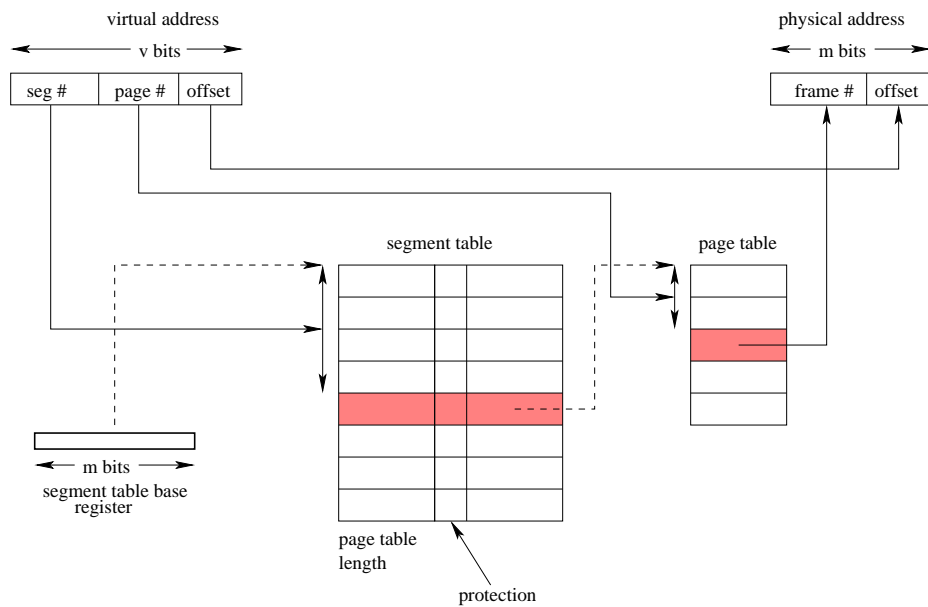 virtual address
physical address
v bits
m bits
seg #
page #
offset
frame #
offset
segment table
page table
m bits
segment table base
register
page table
length
protection